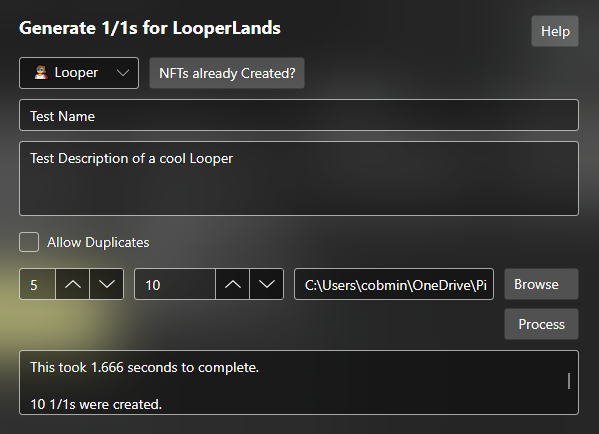 Generate 1/1s for LooperLands
Help
Looper
NFTs already Created?
Test Name
Test Description of a cool Looper
Allow Duplicates
5
10
C:\Users\cobmin\OneDrive\Pi
Browse
Process
This took 1.666 seconds to complete.
10 1/1s were created.